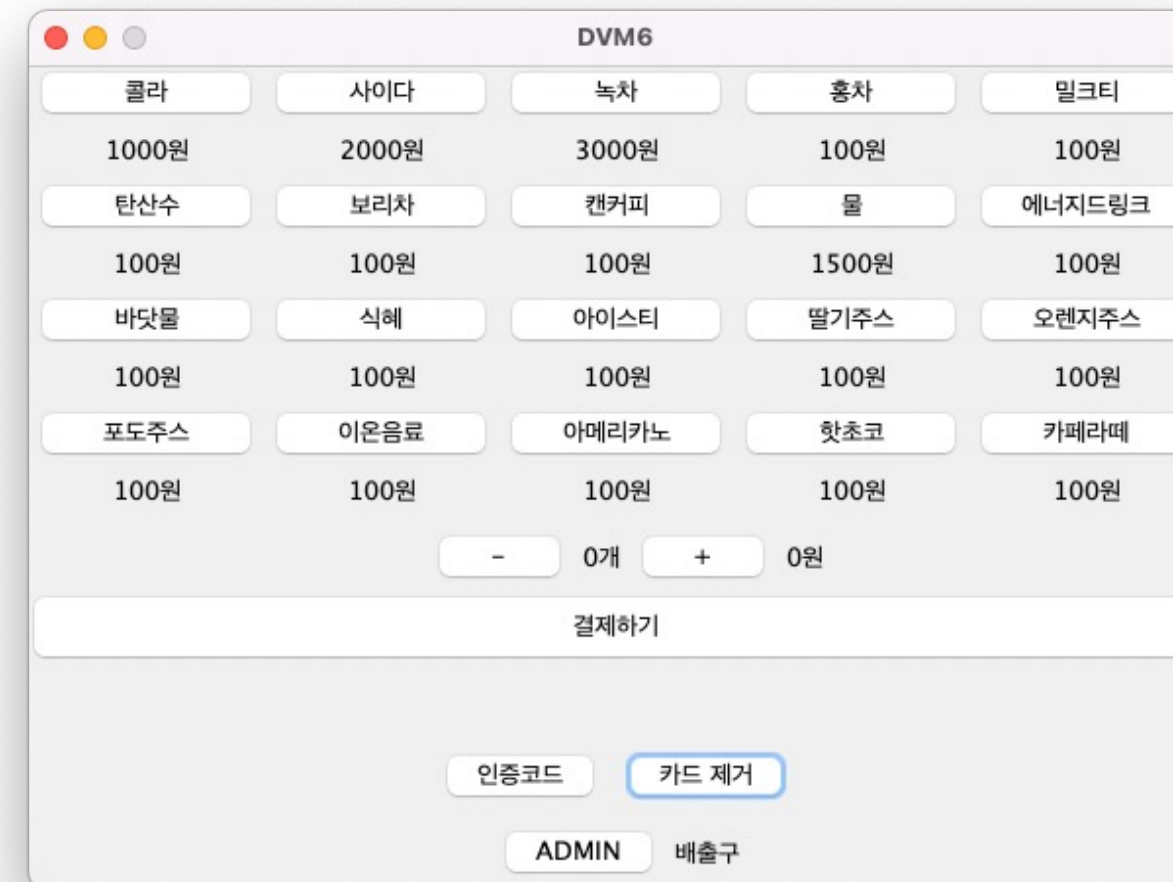 DVM6
콜라 사이다 녹차 홍차 밀크티
1000원 2000원 3000원 100원 100원
탄산수 보리차 캔커피 물 에너지드링크
100원 100원 100원 1500원 100원
바닷물 식혜 아이스티 딸기주스 오렌지주스
100원 100원 100원 100원 100원
포도주스 이온음료 아메리카노 핫초코 카페라떼
100원 100원 100원 100원 100원
- 0개 + 0원
결제하기
인증코드 카드 제거
ADMIN 배출구